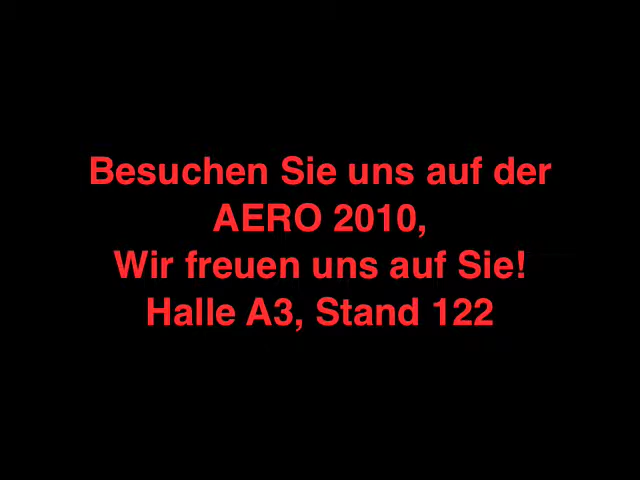 Besuchen Sie uns auf der
AERO 2010,
Wir freuen uns auf Sie!
Halle A3, Stand 122